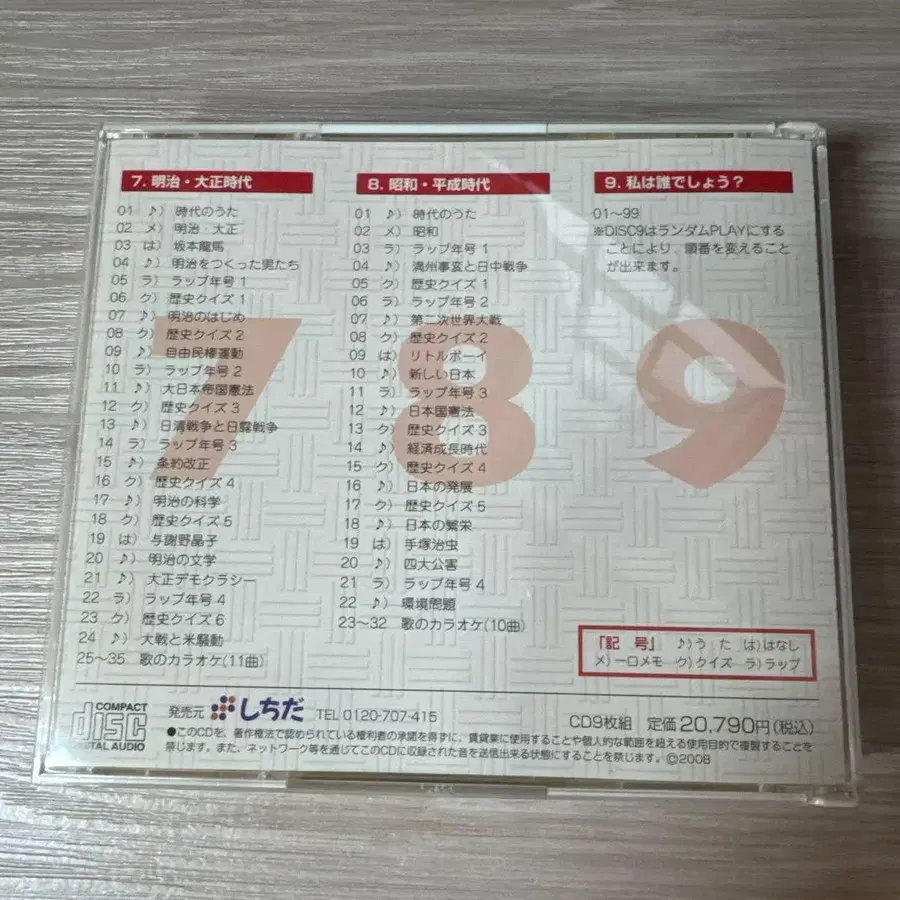 7. 明治・大正時代
01 ♪) 時代のうた
02 メ) 明治・大正
03 は) 坂本龍馬
04 ♪) 明治をつくった男たち
05 ラ) ラップ年号 1
06 ク) 歴史クイズ 1
07 ♪) 明治のはじめ
08 ク) 歴史クイズ 2
09 ♪) 自由民権運動
10 ラ) ラップ年号 2
11 ♪) 大日本帝国憲法
12 ク) 歴史クイズ 3
13 ♪) 日清戦争と日露戦争
14 ラ) ラップ年号 3
15 ♪) 条約改正
16 ク) 歴史クイズ 4
17 ♪) 明治の科学
18 ク) 歴史クイズ 5
19 は) 与謝野晶子
20 ♪) 明治の文学
21 ♪) 大正デモクラシー
22 ラ) ラップ年号 4
23 ク) 歴史クイズ 6
24 ♪) 大戦と米騒動
25〜35 歌のカラオケ(11曲)
8. 昭和・平成時代
01 ♪) 時代のうた
02 メ) 昭和
03 ラ) ラップ年号 1
04 ♪) 満州事変と日中戦争
05 ク) 歴史クイズ 1
06 ラ) ラップ年号 2
07 ♪) 第二次世界大戦
08 ク) 歴史クイズ 2
09 は) リトルボーイ
10 ♪) 新しい日本
11 ラ) ラップ年号 3
12 ♪) 日本国憲法
13 ク) 歴史クイズ 3
14 ♪) 経済成長時代
15 ク) 歴史クイズ 4
16 ♪) 日本の発展
17 ク) 歴史クイズ 5
18 ♪) 日本の繁栄
19 は) 手塚治虫
20 ♪) 四大公害
21 ラ) ラップ年号 4
22 ♪) 環境問題
23〜32 歌のカラオケ(10曲)
9. 私は誰でしょう?
01〜99
※DISC9はランダムPLAYにする
ことにより、順番を変えること
が出来ます。
7 8 9
「記 号」 ♪)う た は)はなし
メ)一口メモ ク)クイズ ラ)ラップ
COMPACT
disc
DIGITAL AUDIO
発売元 しちだ TEL 0120-707-415
CD9枚組 定価20,790円(税込)
●このCDを、著作権法で認められている権利者の承諾を得ずに、賃貸業に使用することや個人的な範囲を超える使用目的で複製することを
禁じます。また、ネットワーク等を通じてこのCDに収録された音を送信出来る状態にすることを禁じます。©2008